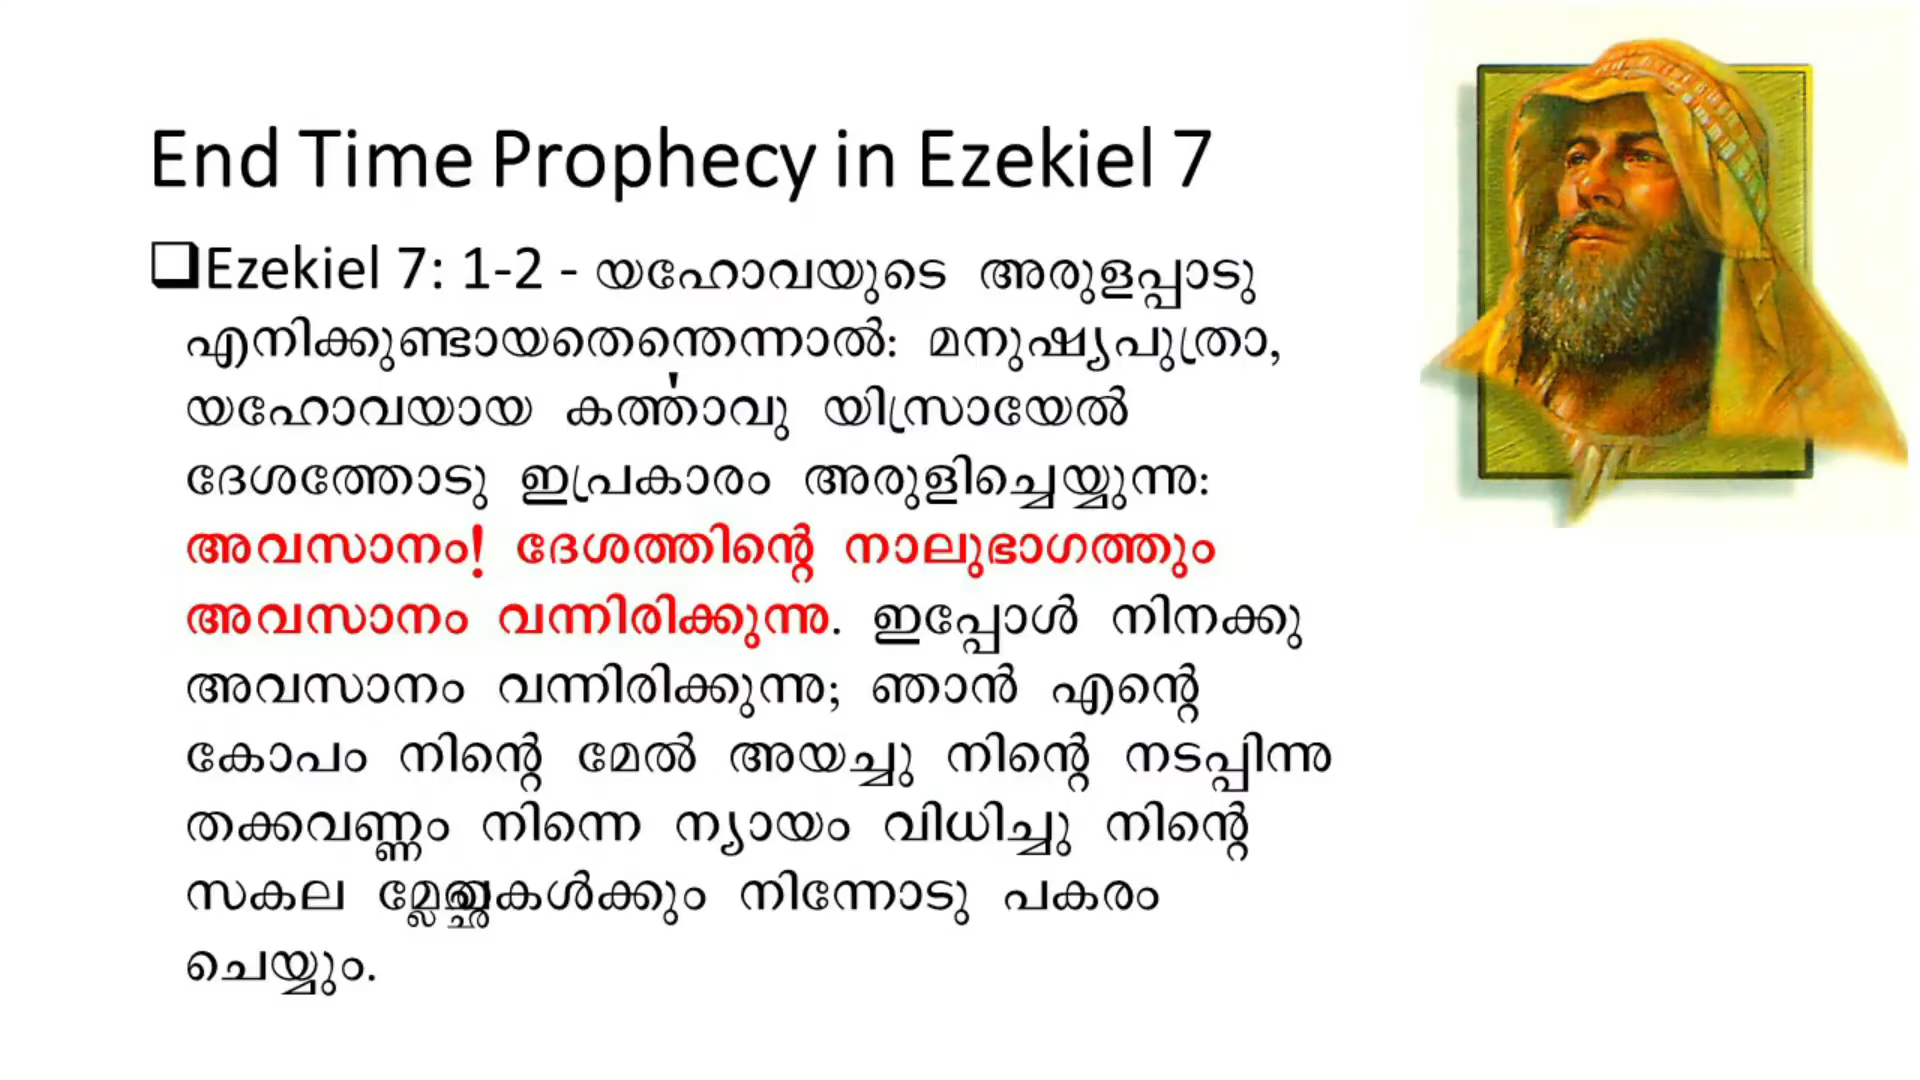 End Time Prophecy in Ezekiel 7
❑Ezekiel 7: 1-2 - യഹോവയുടെ അരുളപ്പാടു
എനിക്കുണ്ടായതെന്തെന്നാൽ: മനുഷ്യപുത്രാ,
യഹോവയായ കൎത്താവു യിസ്രായേൽ
ദേശത്തോടു ഇപ്രകാരം അരുളിച്ചെയ്യുന്നു:
അവസാനം! ദേശത്തിന്റെ നാലുഭാഗത്തും
അവസാനം വന്നിരിക്കുന്നു. ഇപ്പോൾ നിനക്കു
അവസാനം വന്നിരിക്കുന്നു; ഞാൻ എന്റെ
കോപം നിന്റെ മേൽ അയച്ചു നിന്റെ നടപ്പിന്നു
തക്കവണ്ണം നിന്നെ ന്യായം വിധിച്ചു നിന്റെ
സകല മ്ലേച്ഛതകൾക്കും നിന്നോടു പകരം
ചെയ്യും.